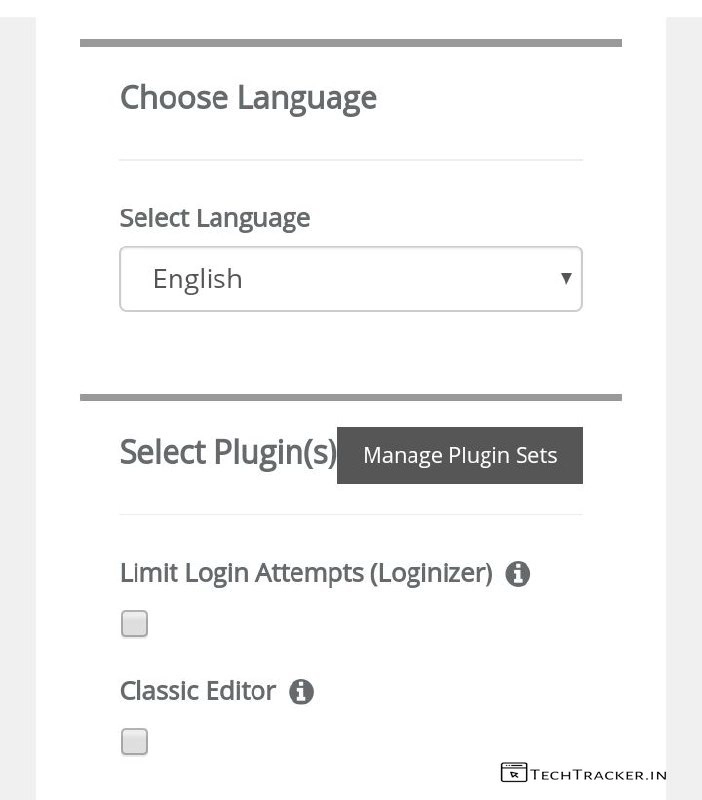 Choose Language
Select Language
English
Select Plugin(s)
Manage Plugin Sets
Limit Login Attempts (Loginizer)
Classic Editor
TECHTRACKER.IN